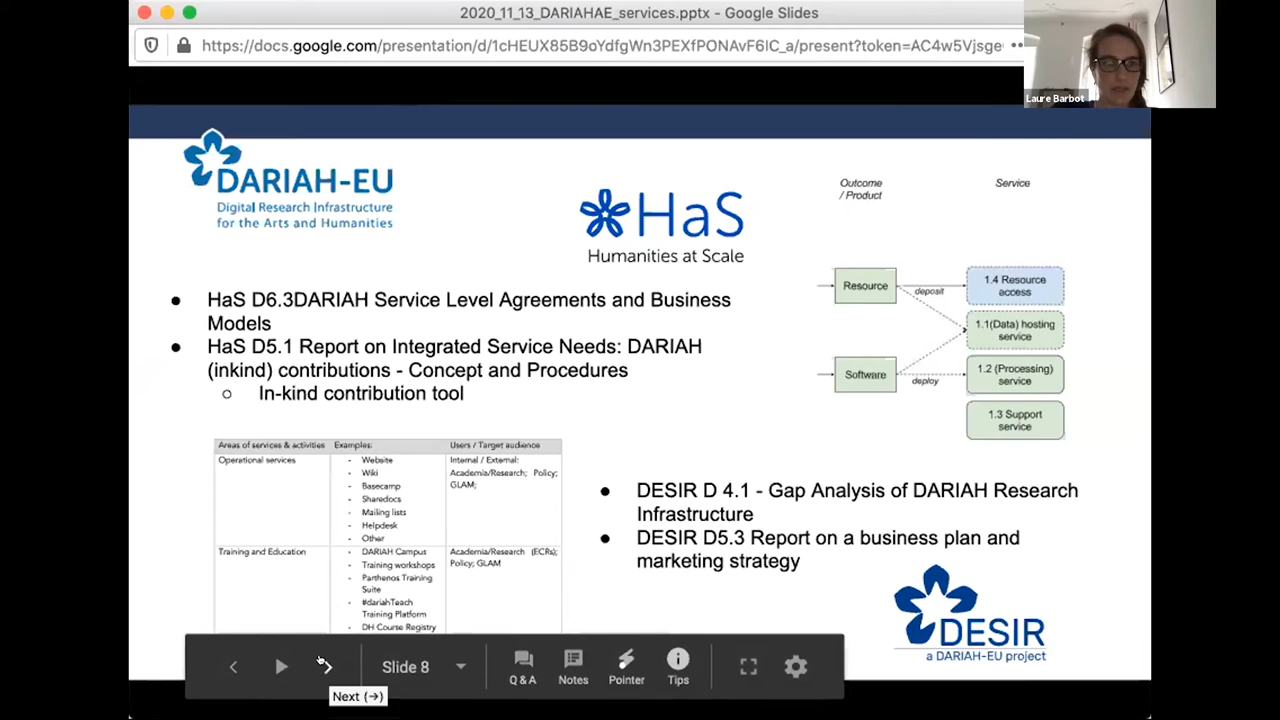 2020_11_13_DARIAHAE_services.pptx - Google Slides
https://docs.google.com/presentation/d/1cHEUX85B9oYdfgWn3PEXfPONAvF6IC_a/present?token=AC4w5Vjsge
Laure Barbot
DARIAH-EU
Digital Research Infrastructure
for the Arts and Humanities
HaS
Humanities at Scale
Outcome
/ Product
Service
Resource
deposit
1.4 Resource
access
1.1(Data) hosting
service
Software
deploy
1.2 (Processing)
service
1.3 Support
service
● HaS D6.3DARIAH Service Level Agreements and Business
Models
● HaS D5.1 Report on Integrated Service Needs: DARIAH
(inkind) contributions - Concept and Procedures
○ In-kind contribution tool
Areas of services & activities Examples: Users / Target audience
Operational services
- Website
- Wiki
- Basecamp
- Sharedocs
- Mailing lists
- Helpdesk
- Other
Internal / External:
Academia/Research; Policy;
GLAM;
Training and Education
- DARIAH Campus
- Training workshops
- Parthenos Training
Suite
- #dariahTeach
Training Platform
- DH Course Registry
Academia/Research (ECRs);
Policy; GLAM
● DESIR D 4.1 - Gap Analysis of DARIAH Research
Infrastructure
● DESIR D5.3 Report on a business plan and
marketing strategy
DESIR
a DARIAH-EU project
Slide 8
Q & A
Notes
Pointer
Tips
Next (→)